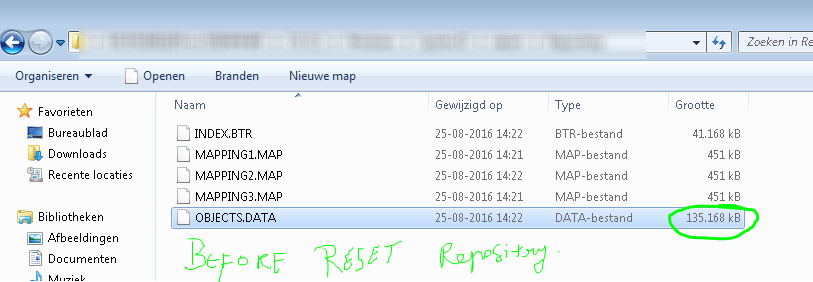 Zoeken in Re
Organiseren Openen Branden Nieuwe map
Favorieten
Bureaublad
Downloads
Recente locaties
Bibliotheken
Afbeeldingen
Documenten
Muziek
Naam Gewijzigd op Type Grootte
INDEX.BTR 25-08-2016 14:22 BTR-bestand 41.168 kB
MAPPING1.MAP 25-08-2016 14:21 MAP-bestand 451 kB
MAPPING2.MAP 25-08-2016 14:22 MAP-bestand 451 kB
MAPPING3.MAP 25-08-2016 14:21 MAP-bestand 451 kB
OBJECTS.DATA 25-08-2016 14:22 DATA-bestand 135.168 kB
BEFORE RESET Repositry.